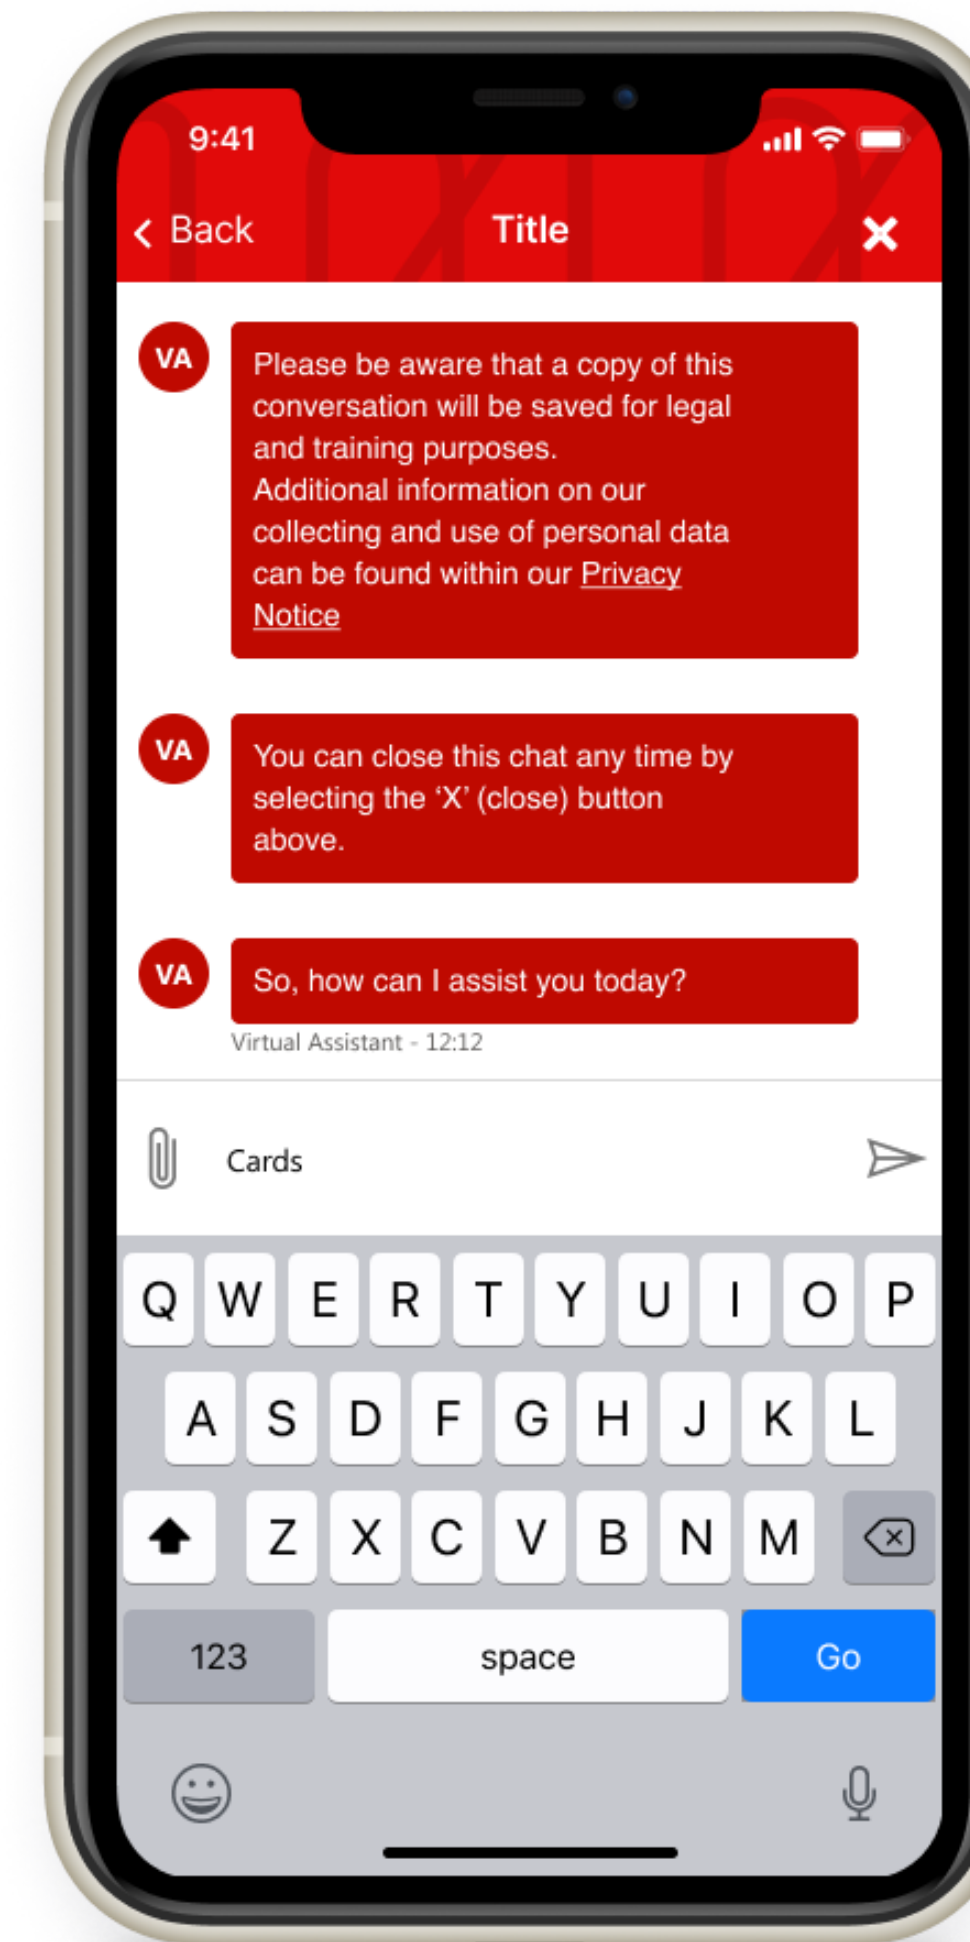 9:41
Back Title
VA
Please be aware that a copy of this
conversation will be saved for legal
and training purposes.
Additional information on our
collecting and use of personal data
can be found within our Privacy
Notice
VA
You can close this chat any time by
selecting the ‘X’ (close) button
above.
VA
So, how can I assist you today?
Virtual Assistant - 12:12
Cards
Q W E R T Y U I O P
A S D F G H J K L
Z X C V B N M
123 space Go